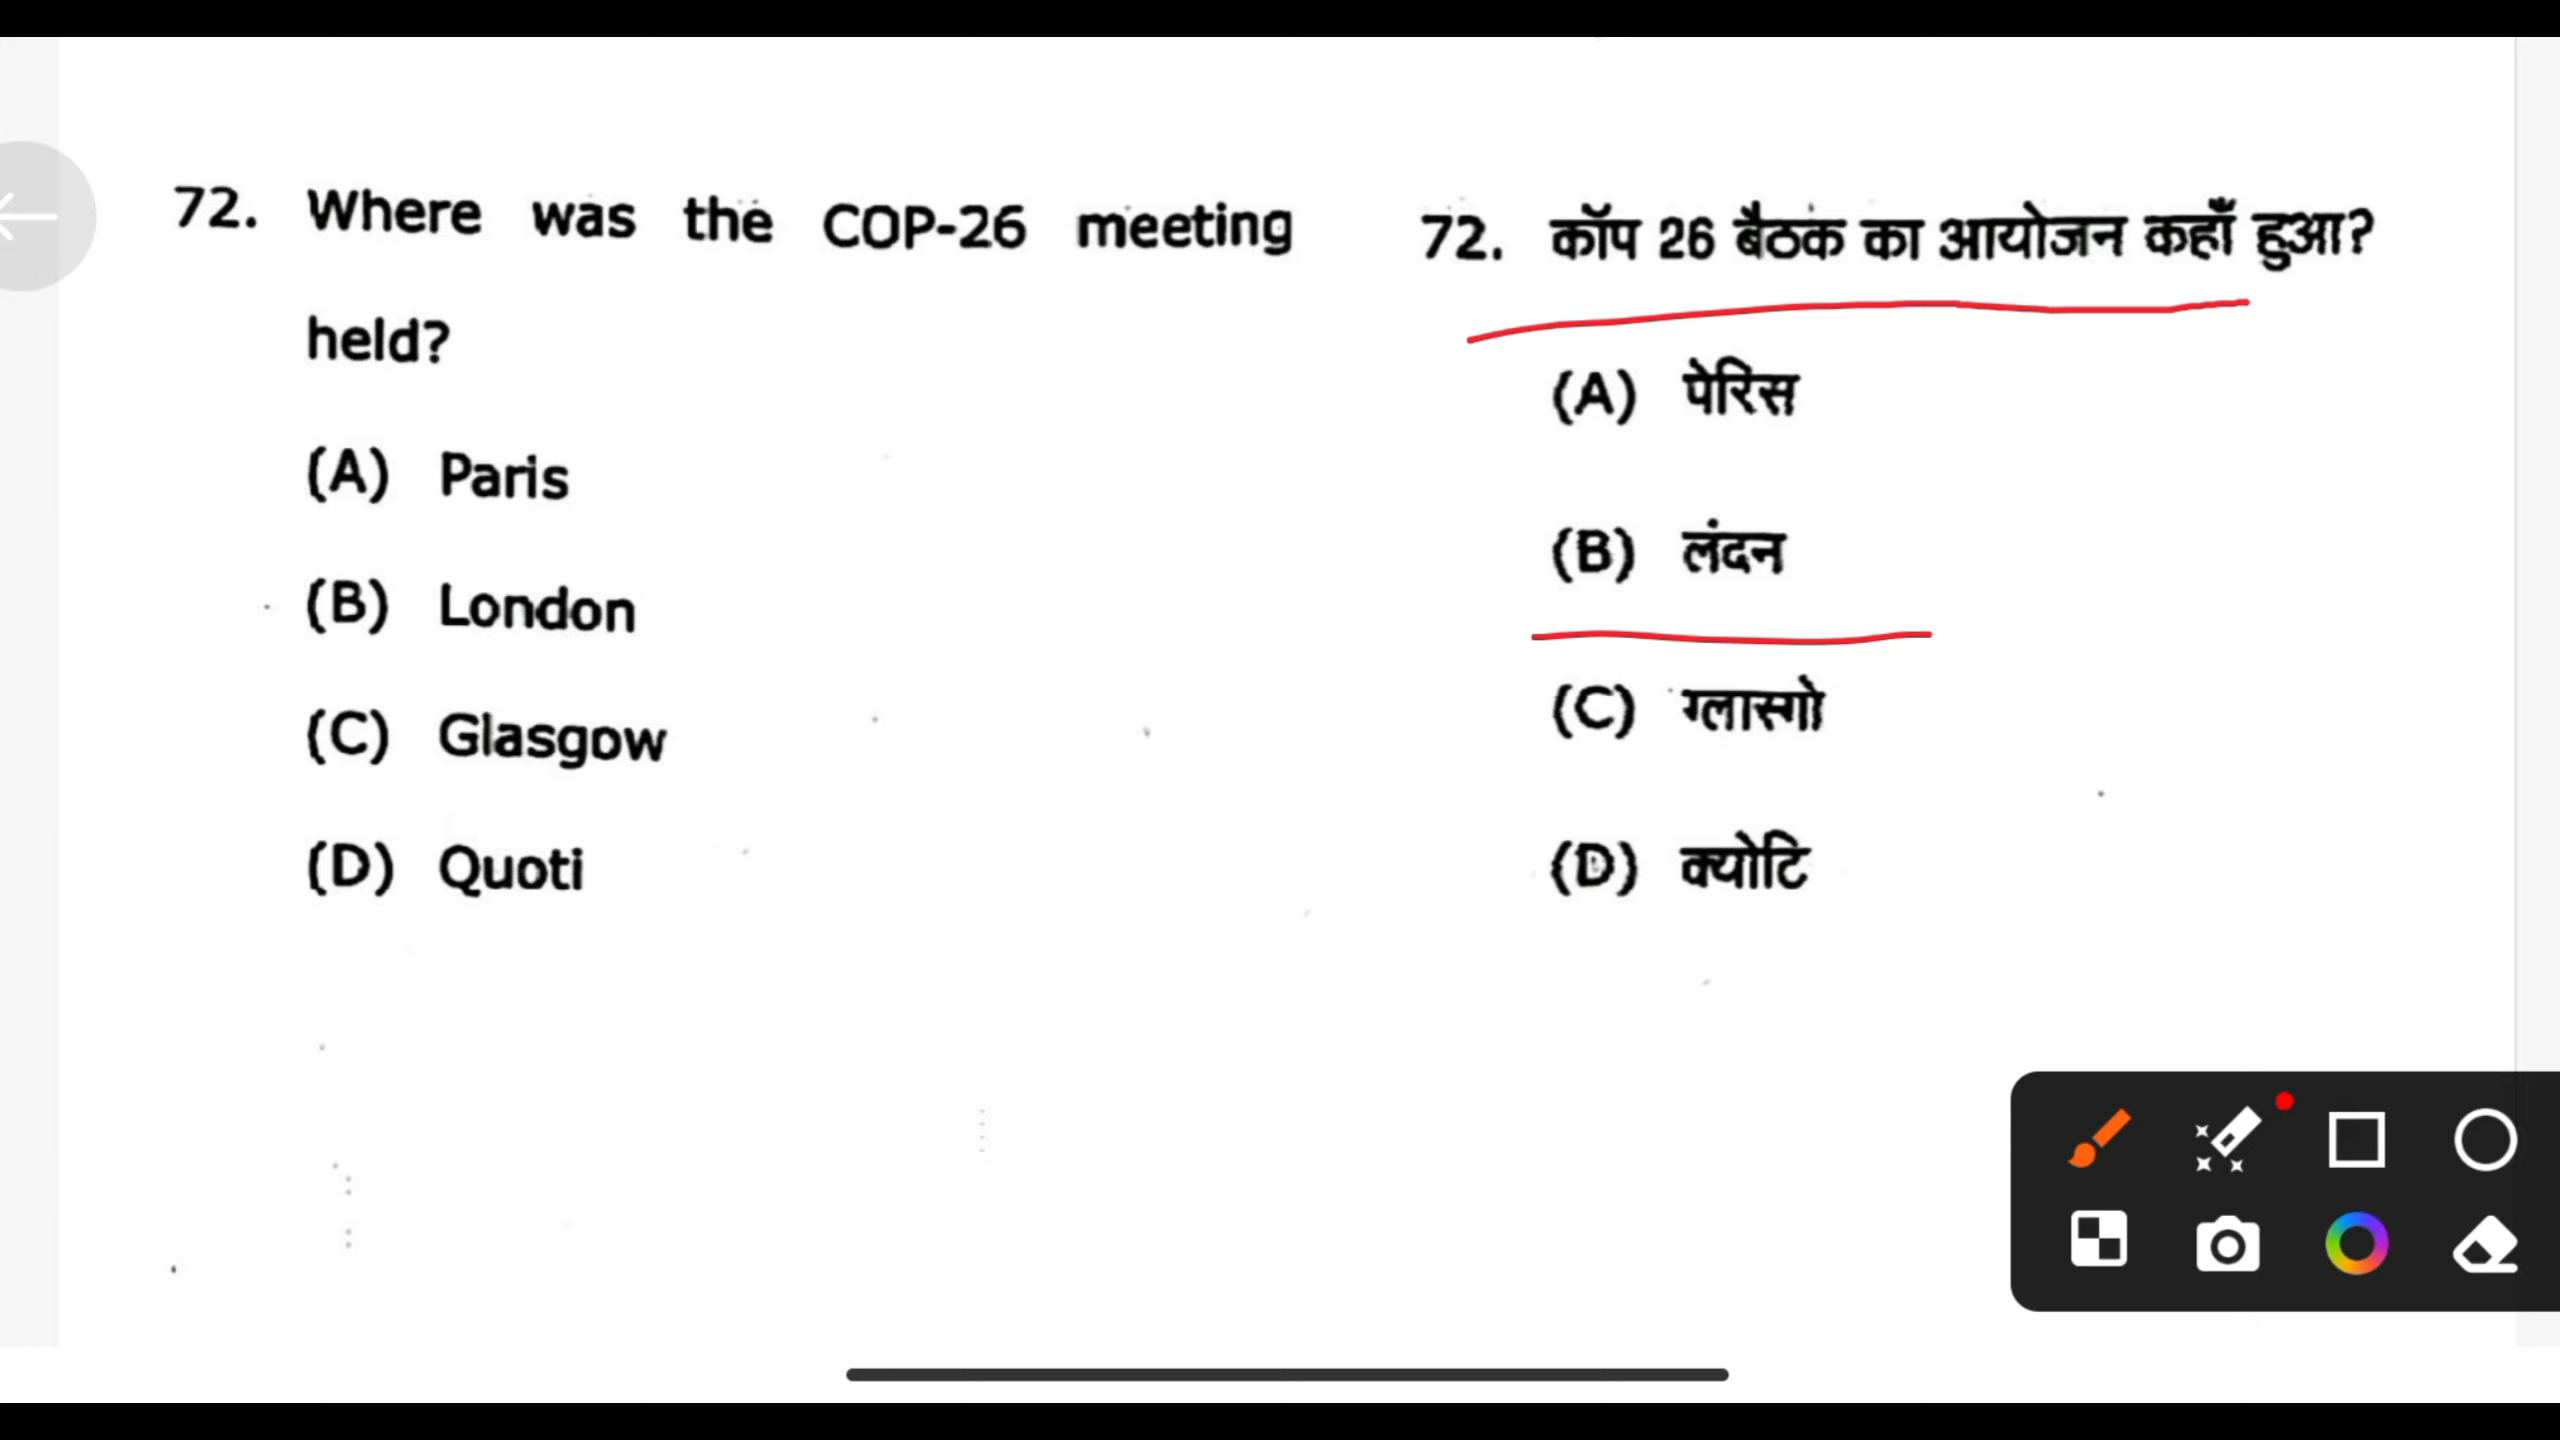 72. Where was the COP-26 meeting
held?
(A) Paris
(B) London
(C) Glasgow
(D) Quoti
72. कॉप 26 बैठक का आयोजन कहाँ हुआ?
(A) पेरिस
(B) लंदन
(C) ग्लास्गो
(D) क्योटि